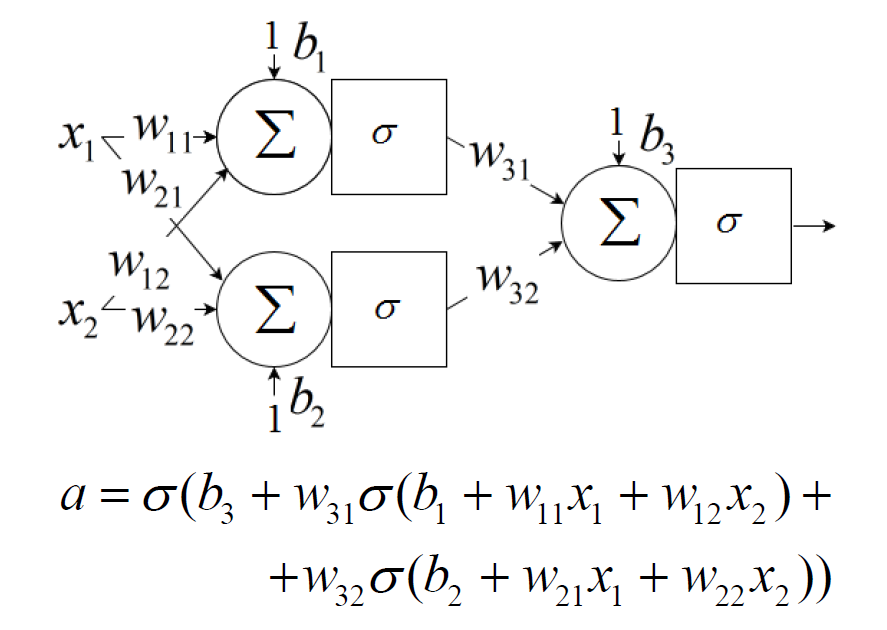 1 b₁
x₁ w₁₁ Σ σ
w₂₁
w₃₁
1 b₃
Σ σ
w₁₂
w₃₂
x₂ w₂₂ Σ σ
1 b₂
a = σ(b₃ + w₃₁σ(b₁ + w₁₁x₁ + w₁₂x₂) +
+w₃₂σ(b₂ + w₂₁x₁ + w₂₂x₂))